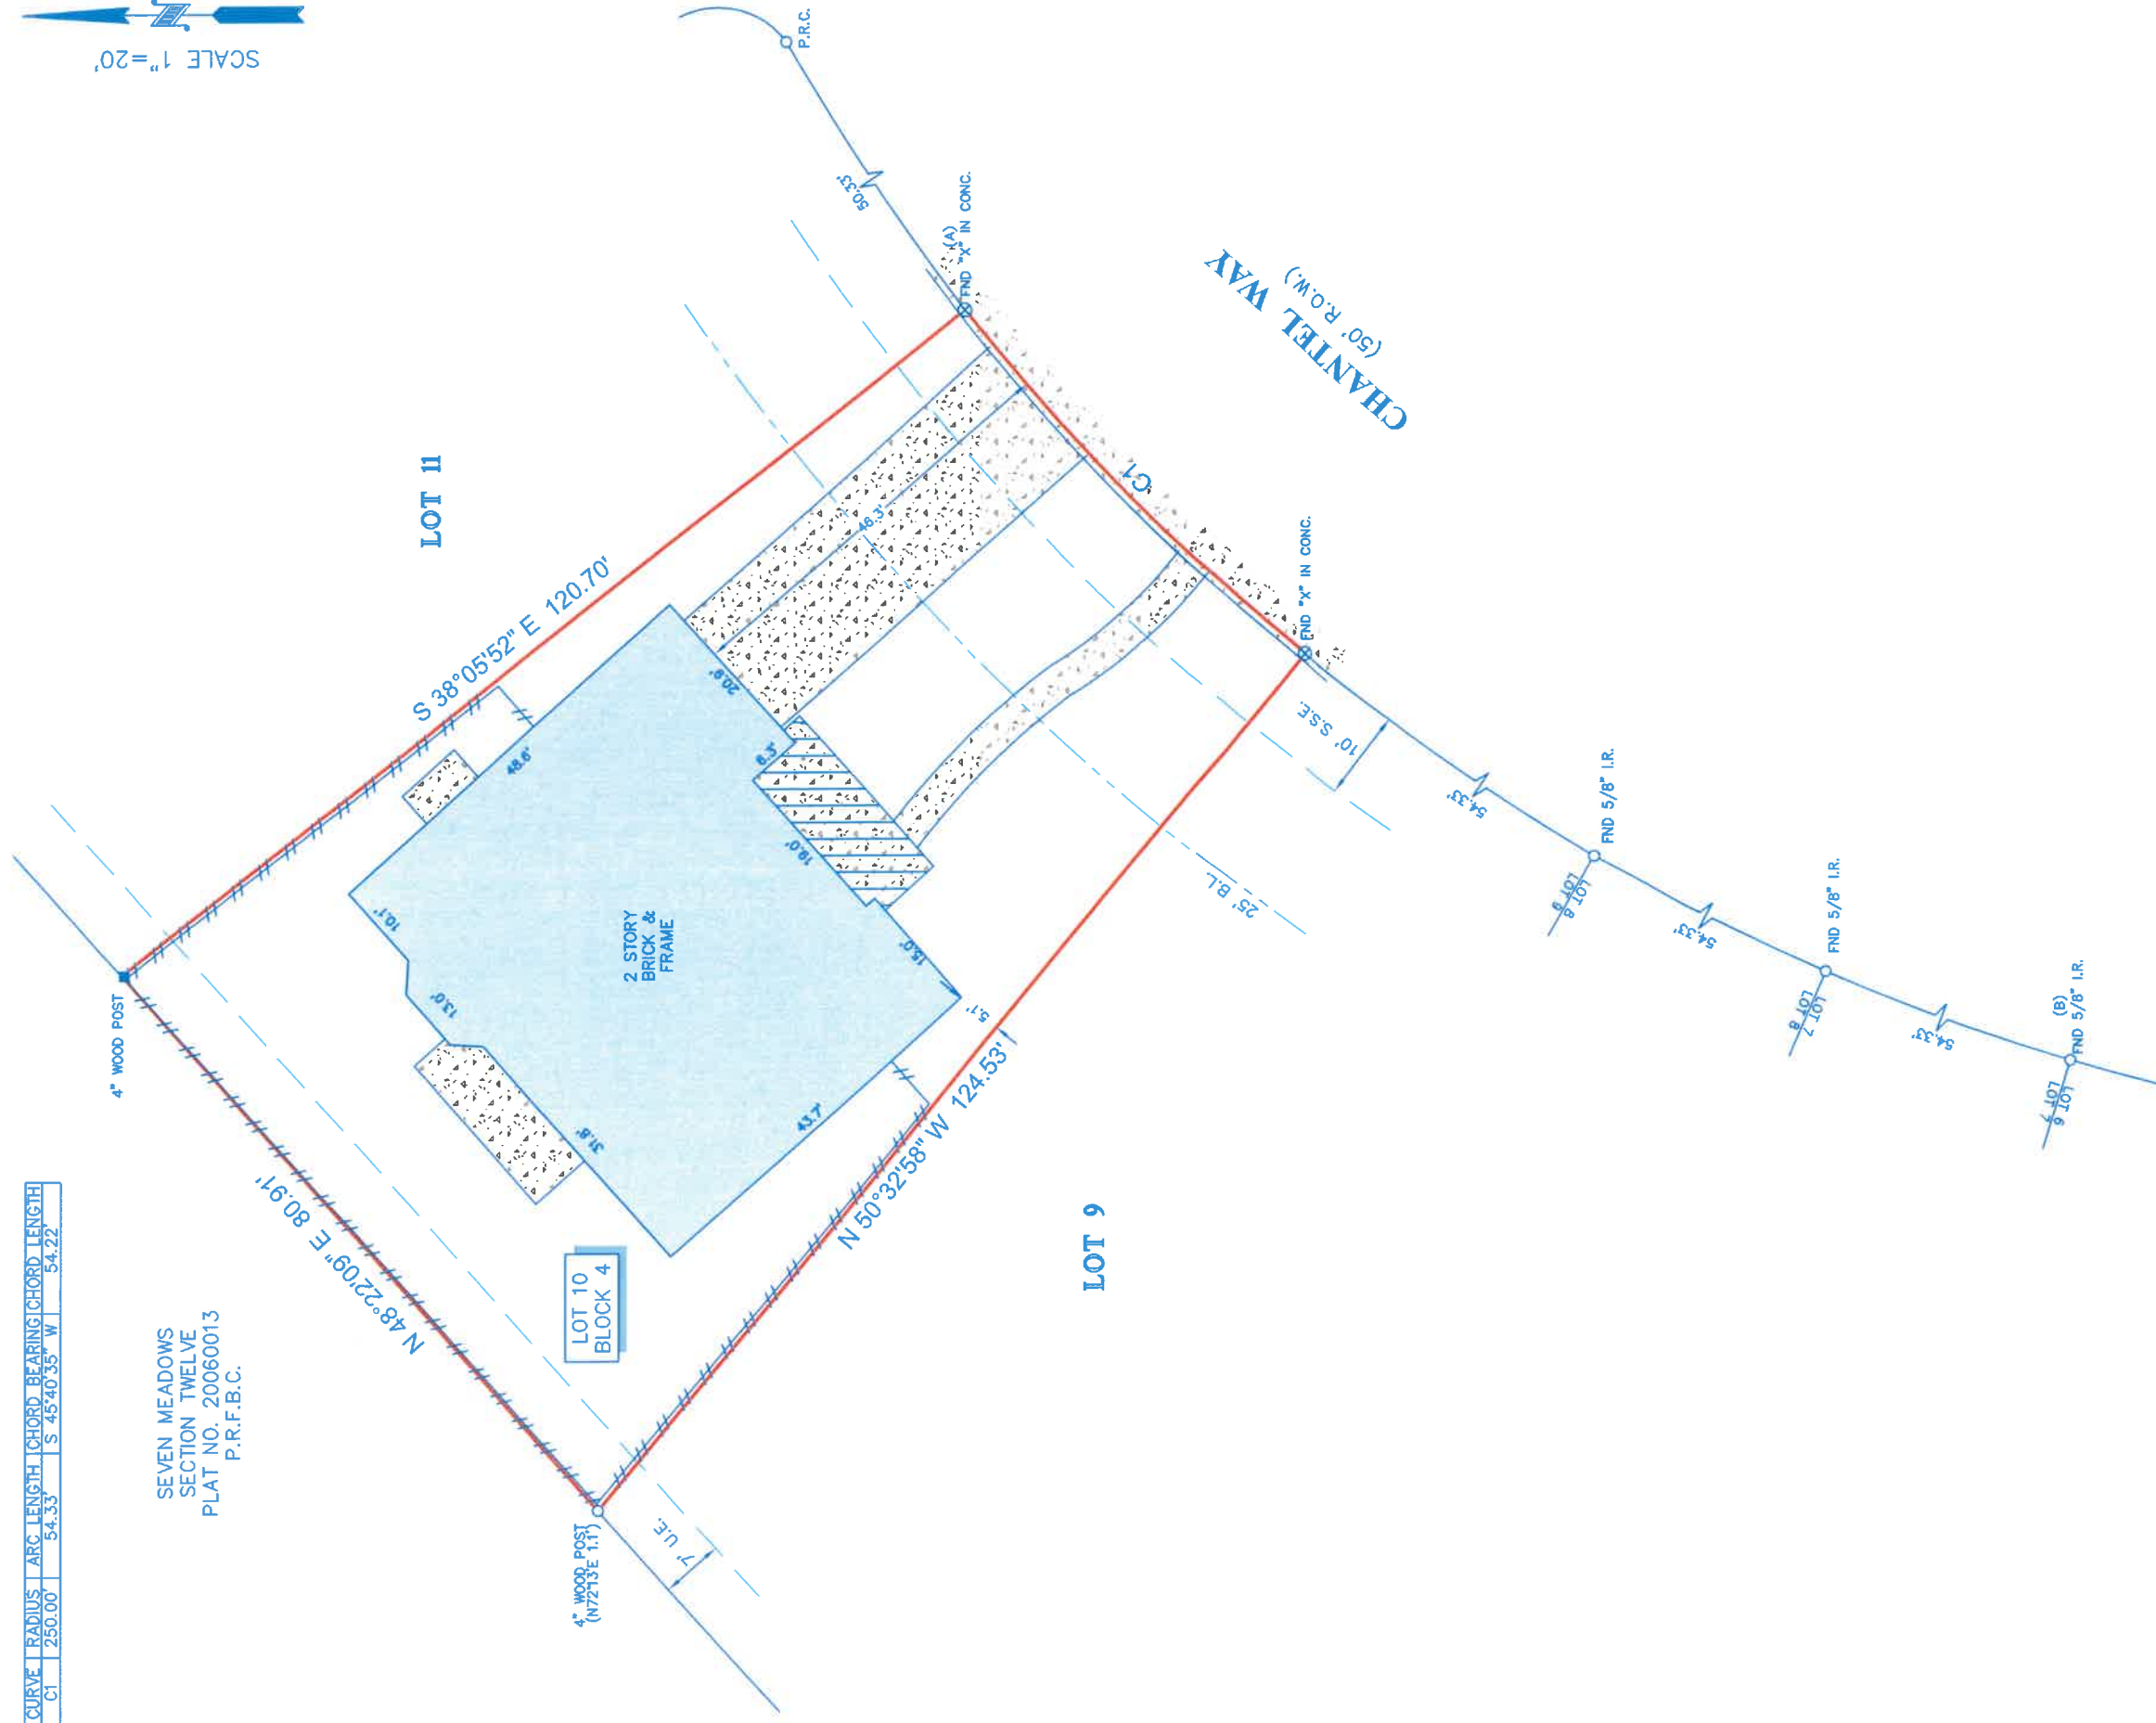 SCALE 1"=20'
P.R.C.
50.33'
(A)
FND "X" IN CONC.
CHANTEL WAY
(50' R.O.W.)
LOT 11
S 38°05'52" E 120.70'
48.3'
C1
FND "X" IN CONC.
10' S.S.E.
54.33'
25' B.L.
20.9'
6.3'
19.0'
15.0'
5.1'
48.6'
10.1'
13.0'
31.8'
43.7'
2 STORY
BRICK &
FRAME
4" WOOD POST
N 48°22'09" E 80.91'
N 50°32'58" W 124.53'
LOT 10
BLOCK 4
LOT 9
4" WOOD POST
(N72°13'E 1.1')
7' U.E.
SEVEN MEADOWS
SECTION TWELVE
PLAT NO. 20060013
P.R.F.B.C.
CURVE RADIUS ARC LENGTH CHORD BEARING CHORD LENGTH
C1 250.00' 54.33' S 45°40'35" W 54.22'
FND 5/8" I.R.
LOT 8
LOT 9
54.33'
FND 5/8" I.R.
LOT 7
LOT 8
54.33'
(B)
FND 5/8" I.R.
LOT 6
LOT 7